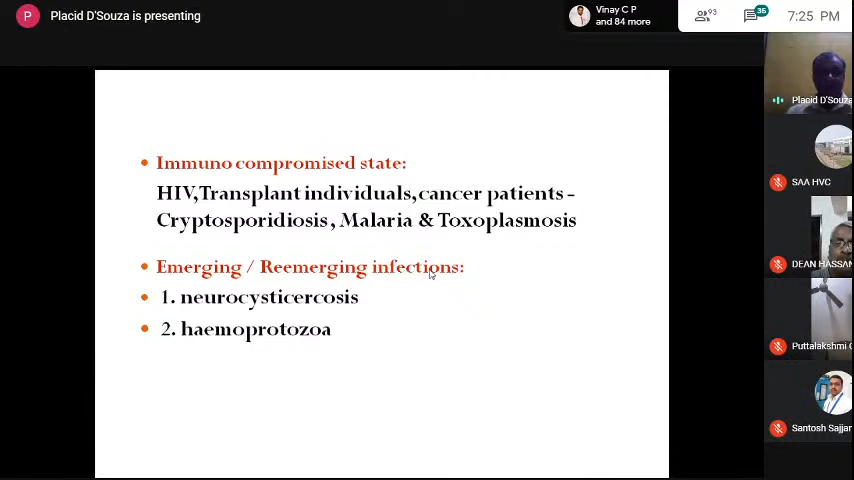 P
Placid D'Souza is presenting
Vinay C P
and 84 more
93
35
7:25 PM
Immuno compromised state:
HIV,Transplant individuals,cancer patients -
Cryptosporidiosis , Malaria & Toxoplasmosis
Emerging / Reemerging infections:
1. neurocysticercosis
2. haemoprotozoa
Placid D'Souza
SAA HVC
DEAN HASSAN
Puttalakshmi
Santosh Sajjan